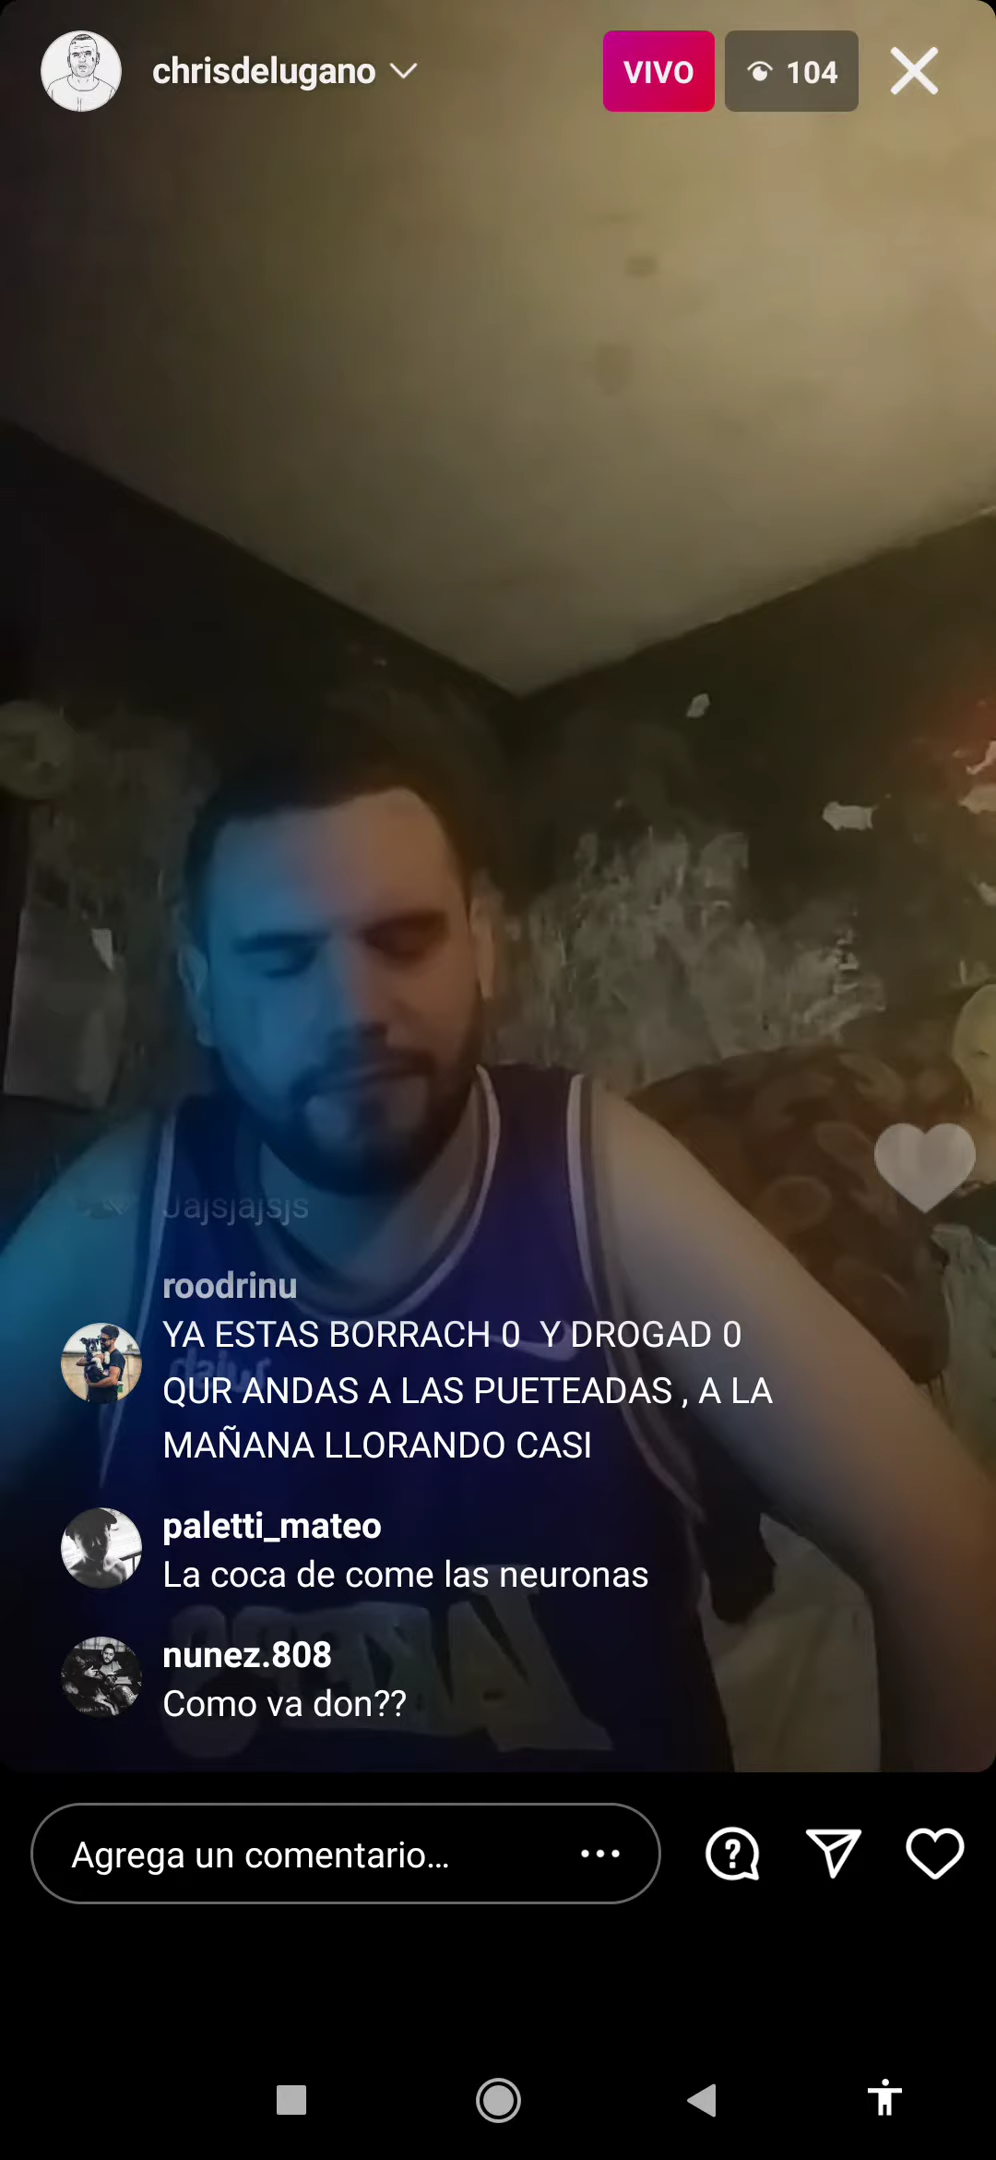 chrisdelugano
VIVO
104
Jajsjajsjs
roodrinu
YA ESTAS BORRACH 0  Y DROGAD 0
QUR ANDAS A LAS PUETEADAS , A LA
MAÑANA LLORANDO CASI
paletti_mateo
La coca de come las neuronas
nunez.808
Como va don??
Agrega un comentario...